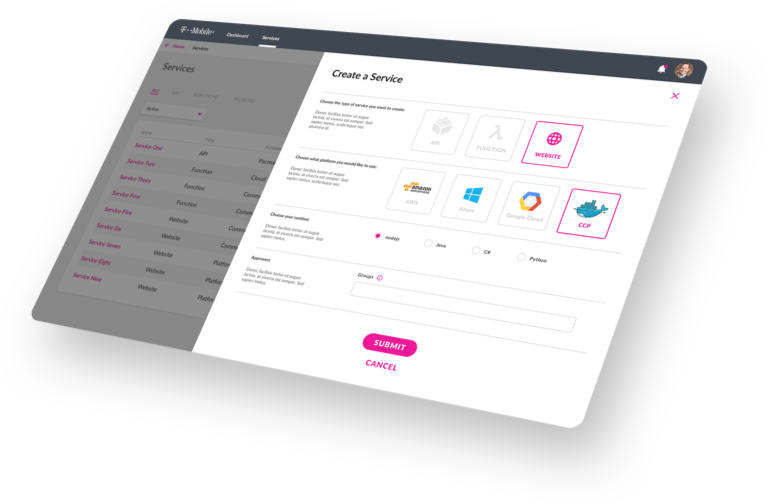 T··Mobile·
Dashboard
Services
Home
Services
Services
ALL
API
FUNCTIONS
WEBSITES
Active
NAME
TYPE
Service One
API
Service Two
Function
Cloud
Service Three
Function
Service Four
Function
Service Five
Website
Service Six
Website
Service Seven
Website
Platfo
Service Eight
Website
Platfo
Service Nine
Website
Platfor
Create a Service
Choose the type of service you want to create:
Donec facilisis tortor ut augue
lacinia, at viverra est semper. Sed
sapien metus, scelerisque nec.
pharetra id.
API
FUNCTION
WEBSITE
Choose what platform you would like to use:
Donec facilisis tortor ut augue
lacinia, at viverra est semper. Sed
sapien metus, scelerisque nec.
amazon
AWS
Azure
Google Cloud
CCP
Choose your runtime:
Donec facilisis tortor ut augue
lacinia, at viverra est semper. Sed
sapien metus.
nodejs
Java
C#
Python
Approvers
Donec facilisis tortor ut augue
lacinia, at viverra est semper. Sed
sapien metus.
Groups
SUBMIT
CANCEL